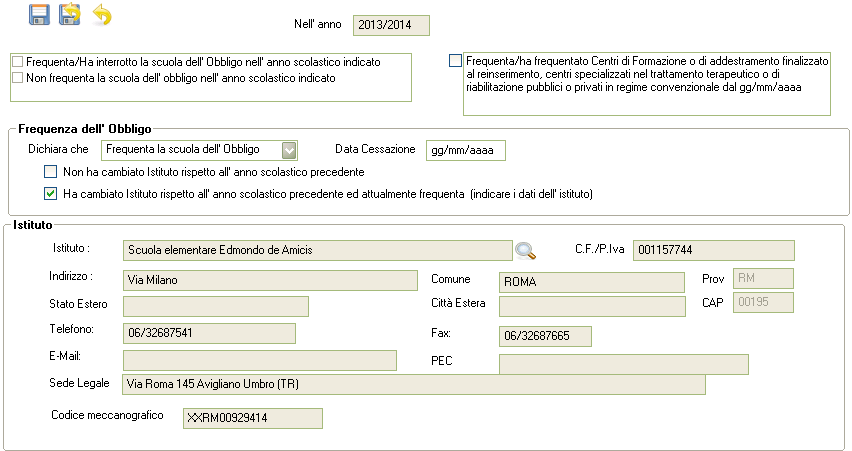 Nell' anno 2013/2014
Frequenta/Ha interrotto la scuola dell' Obbligo nell' anno scolastico indicato
Non frequenta la scuola dell' obbligo nell' anno scolastico indicato
Frequenta/ha frequentato Centri di Formazione o di addestramento finalizzato
al reinserimento, centri specializzati nel trattamento terapeutico o di
riabilitazione pubblici o privati in regime convenzionale dal gg/mm/aaaa
Frequenza dell' Obbligo
Dichiara che Frequenta la scuola dell' Obbligo Data Cessazione gg/mm/aaaa
Non ha cambiato Istituto rispetto all' anno scolastico precedente
Ha cambiato Istituto rispetto all' anno scolastico precedente ed attualmente frequenta (indicare i dati dell' istituto)
Istituto
Istituto : Scuola elementare Edmondo de Amicis C.F./P.Iva 001157744
Indirizzo : Via Milano Comune ROMA Prov RM
Stato Estero Città Estera CAP 00195
Telefono: 06/32687541 Fax: 06/32687665
E-Mail: PEC
Sede Legale Via Roma 145 Avigliano Umbro (TR)
Codice meccanografico XXRM00929414